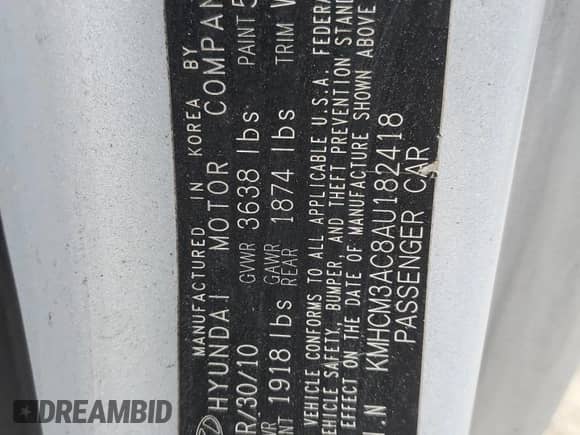 MANUFACTURED IN KOREA BY
HYUNDAI MOTOR COMPAN
R/30/10 GVWR 3638 lbs PAINT 5
WR GAWR TRIM
NT 1918 lbs REAR 1874 lbs
VEHICLE CONFORMS TO ALL APPLICABLE U.S.A. FEDERA
VEHICLE SAFETY, BUMPER, AND THEFT PREVENTION STAND
EFFECT ON THE DATE OF MANUFACTURE SHOWN ABOVE
I.N KMHCM3AC8AU182418
PASSENGER CAR
DREAMBID